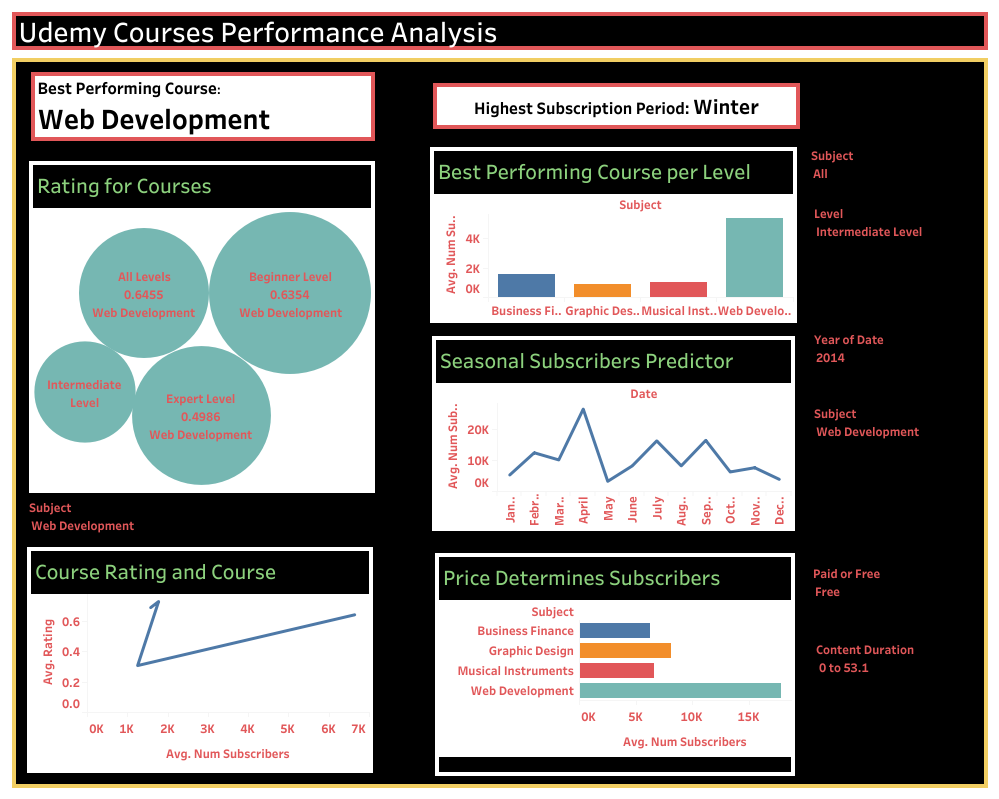 Udemy Courses Performance Analysis
Best Performing Course:
Web Development
Highest Subscription Period: Winter
Rating for Courses
All Levels
0.6455
Web Development
Beginner Level
0.6354
Web Development
Intermediate
Level
Expert Level
0.4986
Web Development
Subject
Web Development
Course Rating and Course
Avg. Rating
0.6
0.4
0.2
0.0
0K 1K 2K 3K 4K 5K 6K 7K
Avg. Num Subscribers
Best Performing Course per Level
Subject
Avg. Num Su..
4K
2K
0K
Business Fi.. Graphic Des.. Musical Inst.. Web Develo..
Subject
All
Level
Intermediate Level
Seasonal Subscribers Predictor
Date
Avg. Num Sub..
20K
10K
0K
Jan.. Febr.. Mar.. April May June July Aug.. Sep.. Oct.. Nov.. Dec..
Year of Date
2014
Subject
Web Development
Price Determines Subscribers
Subject
Business Finance
Graphic Design
Musical Instruments
Web Development
0K 5K 10K 15K
Avg. Num Subscribers
Paid or Free
Free
Content Duration
0 to 53.1